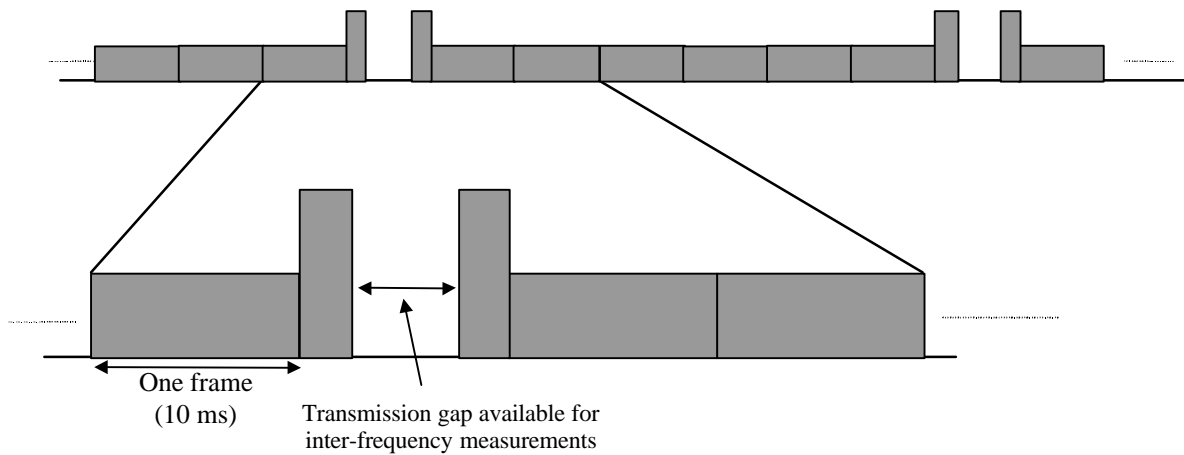 One frame
(10 ms)
Transmission gap available for
inter-frequency measurements